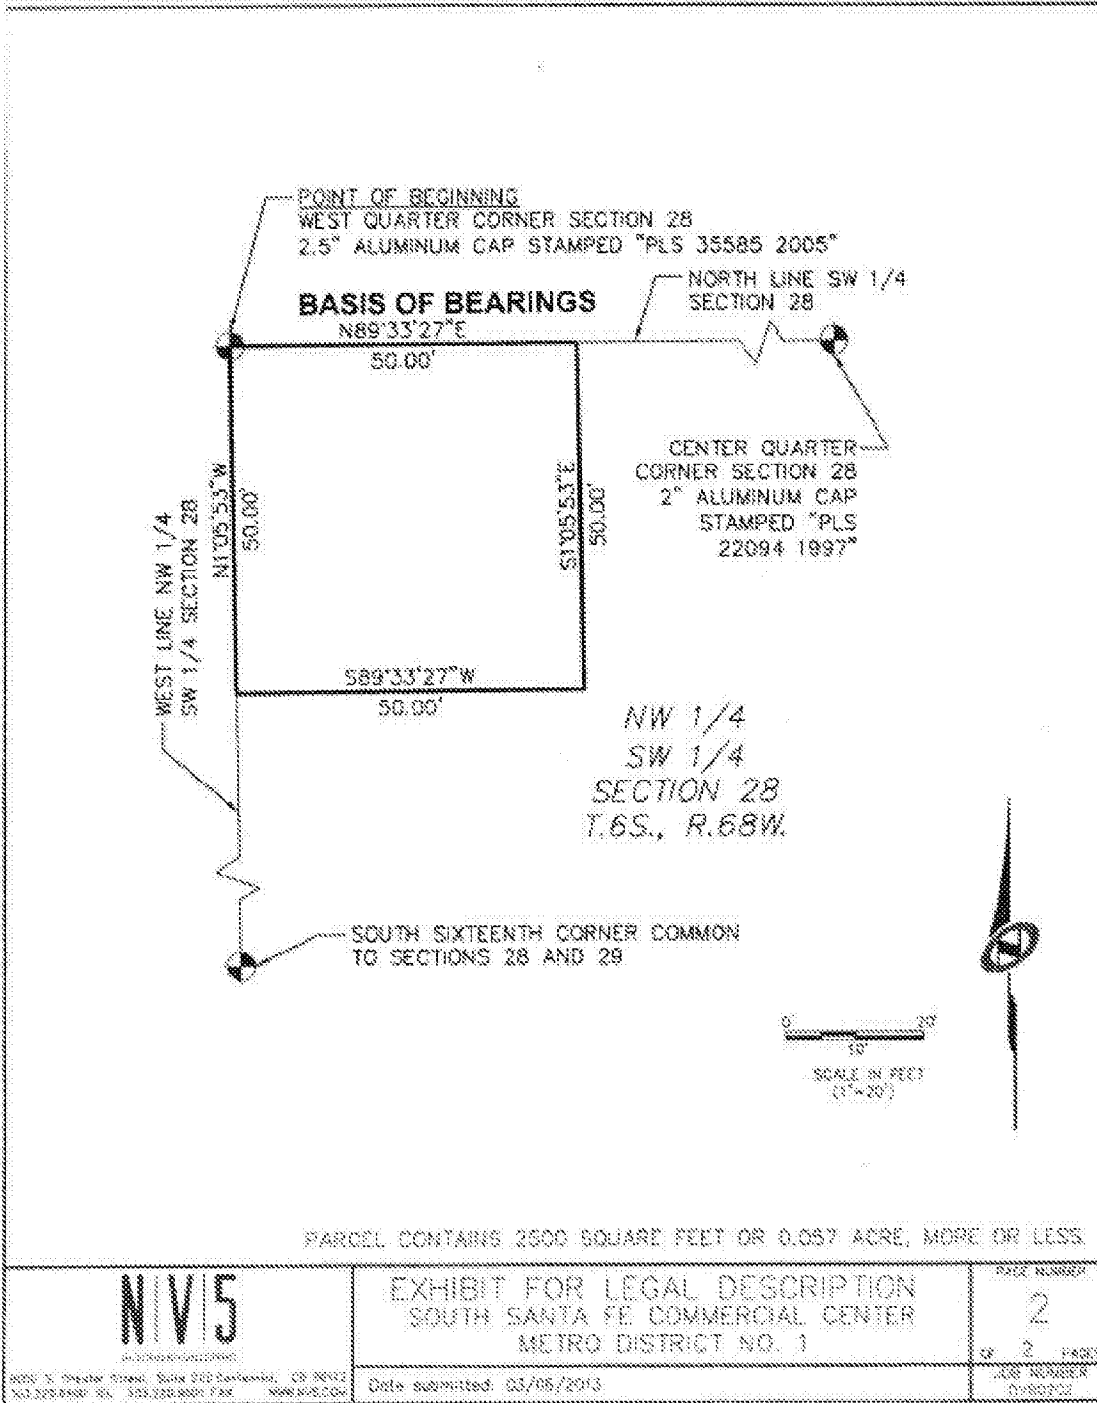 POINT OF BEGINNING
WEST QUARTER CORNER SECTION 28
2.5" ALUMINUM CAP STAMPED "PLS 35585 2005"
NORTH LINE SW 1/4
SECTION 28
BASIS OF BEARINGS
N89°33'27"E
50.00'
CENTER QUARTER
CORNER SECTION 28
2" ALUMINUM CAP
STAMPED "PLS
22094 1997"
WEST LINE NW 1/4
SW 1/4 SECTION 28
N1°05'53"W
50.00'
S1°05'53"E
50.00'
S89°33'27"W
50.00'
NW 1/4
SW 1/4
SECTION 28
T.6S., R.68W.
SOUTH SIXTEENTH CORNER COMMON
TO SECTIONS 28 AND 29
0' 20'
10'
SCALE IN FEET
(1"=20')
PARCEL CONTAINS 2500 SQUARE FEET OR 0.057 ACRE, MORE OR LESS.
N|V|5
EXHIBIT FOR LEGAL DESCRIPTION
SOUTH SANTA FE COMMERCIAL CENTER
METRO DISTRICT NO. 1
PAGE NUMBER
2
OF 2 PAGES
Date submitted: 03/06/2013
JOB NUMBER